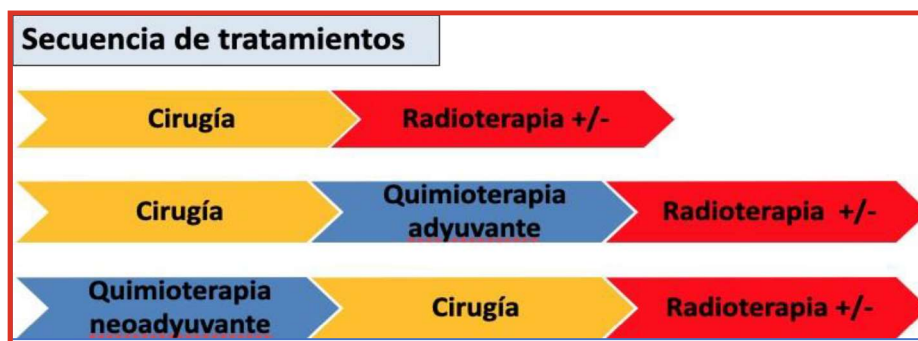 Secuencia de tratamientos
Cirugía
Radioterapia +/-
Cirugía
Quimioterapia
adyuvante
Radioterapia +/-
Quimioterapia
neoadyuvante
Cirugía
Radioterapia +/-